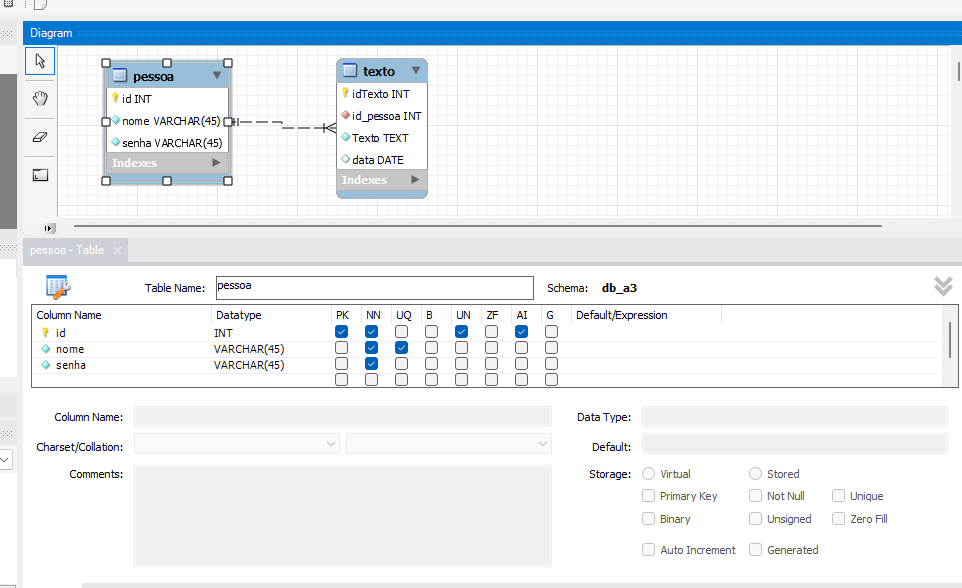 Diagram
pessoa
id INT
nome VARCHAR(45)
senha VARCHAR(45)
Indexes
texto
idTexto INT
id_pessoa INT
Texto TEXT
data DATE
Indexes
pessoa - Table
Table Name: pessoa Schema: db_a3
Column Name Datatype PK NN UQ B UN ZF AI G Default/Expression
id INT
nome VARCHAR(45)
senha VARCHAR(45)
Column Name: Data Type:
Charset/Collation: Default:
Comments: Storage: Virtual Stored
Primary Key Not Null Unique
Binary Unsigned Zero Fill
Auto Increment Generated